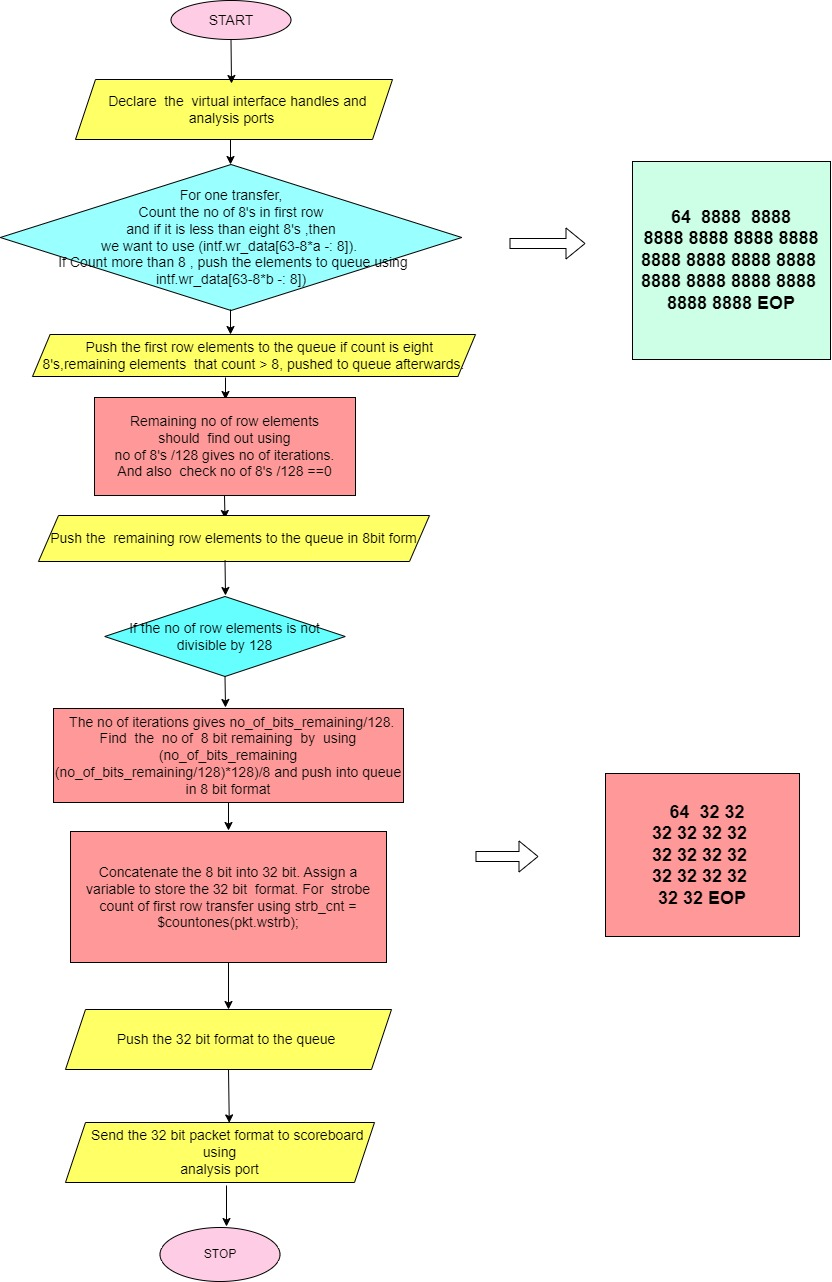 START
Declare the virtual interface handles and
analysis ports
For one transfer,
Count the no of 8's in first row
and if it is less than eight 8's ,then
we want to use (intf.wr_data[63-8*a -: 8]).
If Count more than 8 , push the elements to queue using
intf.wr_data[63-8*b -: 8])
64 8888 8888
8888 8888 8888 8888
8888 8888 8888 8888
8888 8888 8888 8888
8888 8888 EOP
Push the first row elements to the queue if count is eight
8's,remaining elements that count > 8, pushed to queue afterwards.
Remaining no of row elements
should find out using
no of 8's /128 gives no of iterations.
And also check no of 8's /128 ==0
Push the remaining row elements to the queue in 8bit form
If the no of row elements is not
divisible by 128
The no of iterations gives no_of_bits_remaining/128.
Find the no of 8 bit remaining by using
(no_of_bits_remaining
(no_of_bits_remaining/128)*128)/8 and push into queue
in 8 bit format
64 32 32
32 32 32 32
32 32 32 32
32 32 32 32
32 32 EOP
Concatenate the 8 bit into 32 bit. Assign a
variable to store the 32 bit format. For strobe
count of first row transfer using strb_cnt =
$countones(pkt.wstrb);
Push the 32 bit format to the queue
Send the 32 bit packet format to scoreboard
using
analysis port
STOP